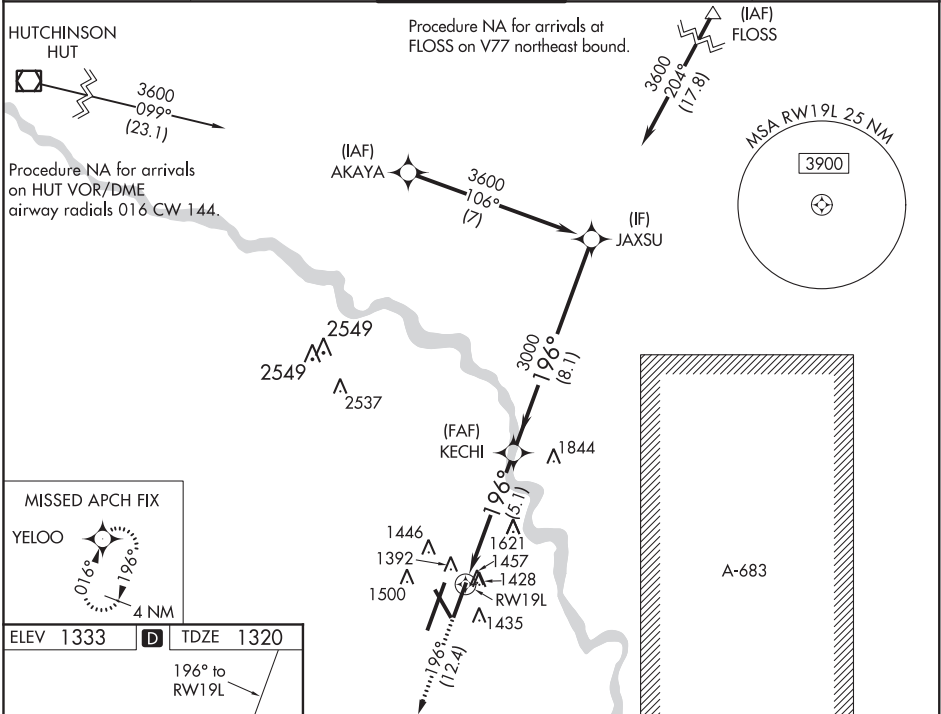 HUTCHINSON
HUT
3600
099°
(23.1)
Procedure NA for arrivals
on HUT VOR/DME
airway radials 016 CW 144.
Procedure NA for arrivals at
FLOSS on V77 northeast bound.
(IAF)
FLOSS
3600
204°
(17.8)
MSA RW19L 25 NM
3900
(IAF)
AKAYA
3600
106°
(7)
(IF)
JAXSU
3000
196°
(8.1)
2549
2549
2537
(FAF)
KECHI
1844
196°
(5.1)
1621
1446
1392
1457
1428
1500
RW19L
1435
196°
(12.4)
A-683
MISSED APCH FIX
YELOO
016°
196°
4 NM
ELEV 1333 D TDZE 1320
196° to
RW19L